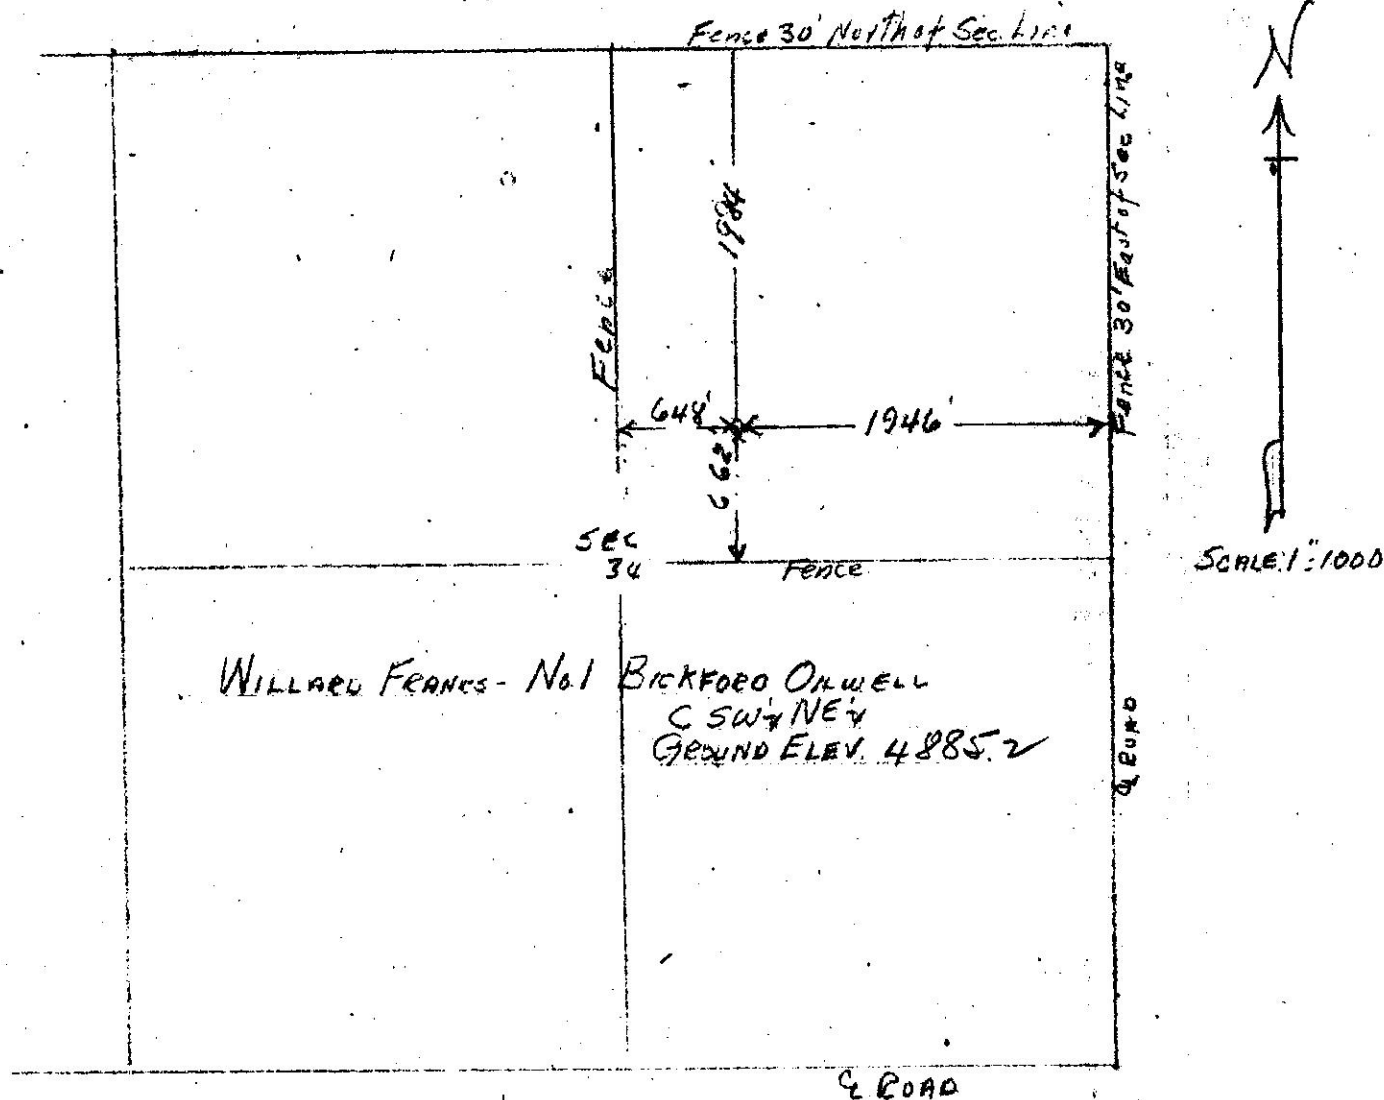 Fence 30' North of Sec. Line
N
Fence 30' East of Sec Line
1984
Fence
648'
1946'
662'
Sec
34
Fence
SCALE: 1":1000
WILLARD FRANCS - No.1 BICKFORD OILWELL
C SW¼ NE¼
GROUND ELEV. 4885.2
℄ ROAD
℄ ROAD